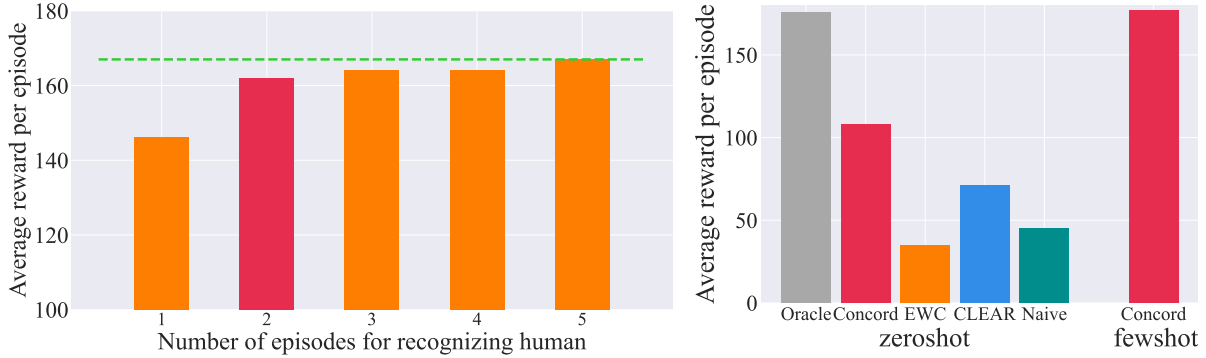 Average reward per episode
180
160
140
120
100
1 2 3 4 5
Number of episodes for recognizing human
Average reward per episode
150
100
50
0
Oracle Concord EWC CLEAR Naive Concord
zeroshot fewshot